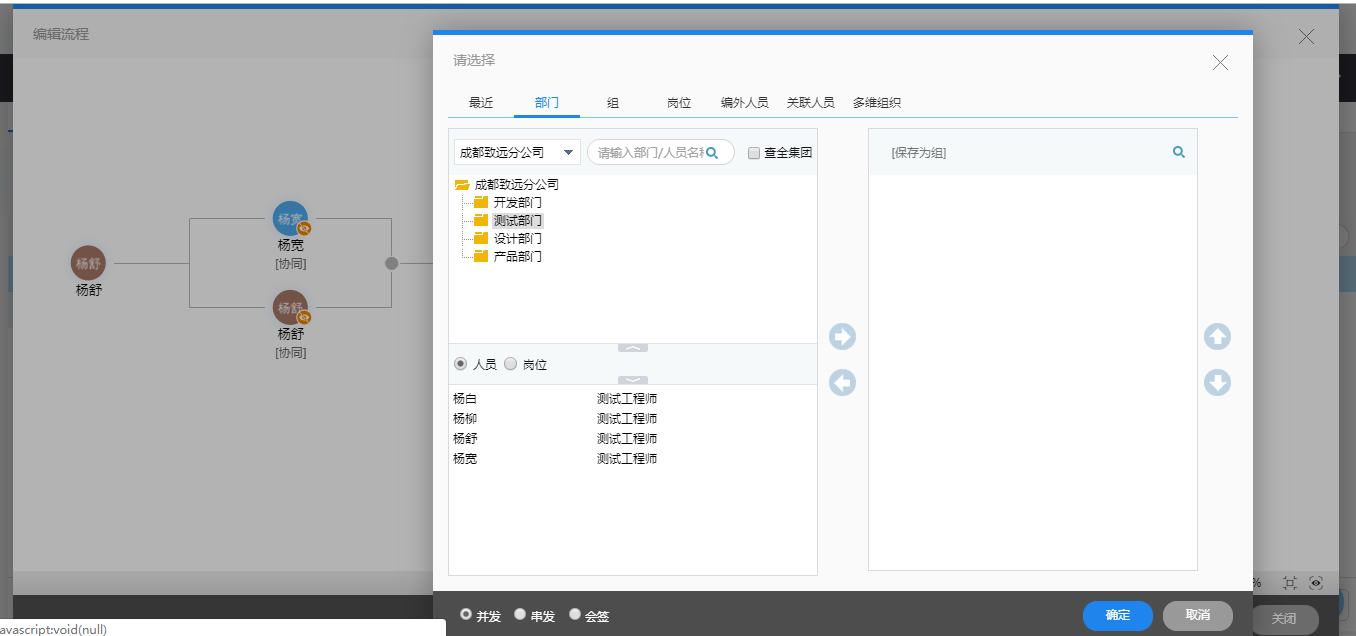 编辑流程
请选择
最近 部门 组 岗位 编外人员 关联人员 多维组织
成都致远分公司 请输入部门/人员名称 查全集团 [保存为组]
成都致远分公司
开发部门
测试部门
设计部门
产品部门
杨宽
杨宽
[协同]
杨舒
杨舒
杨舒
杨舒
[协同]
人员 岗位
杨白 测试工程师
杨柳 测试工程师
杨舒 测试工程师
杨宽 测试工程师
%
并发 串发 会签 确定 取消 关闭
avascript:void(null)